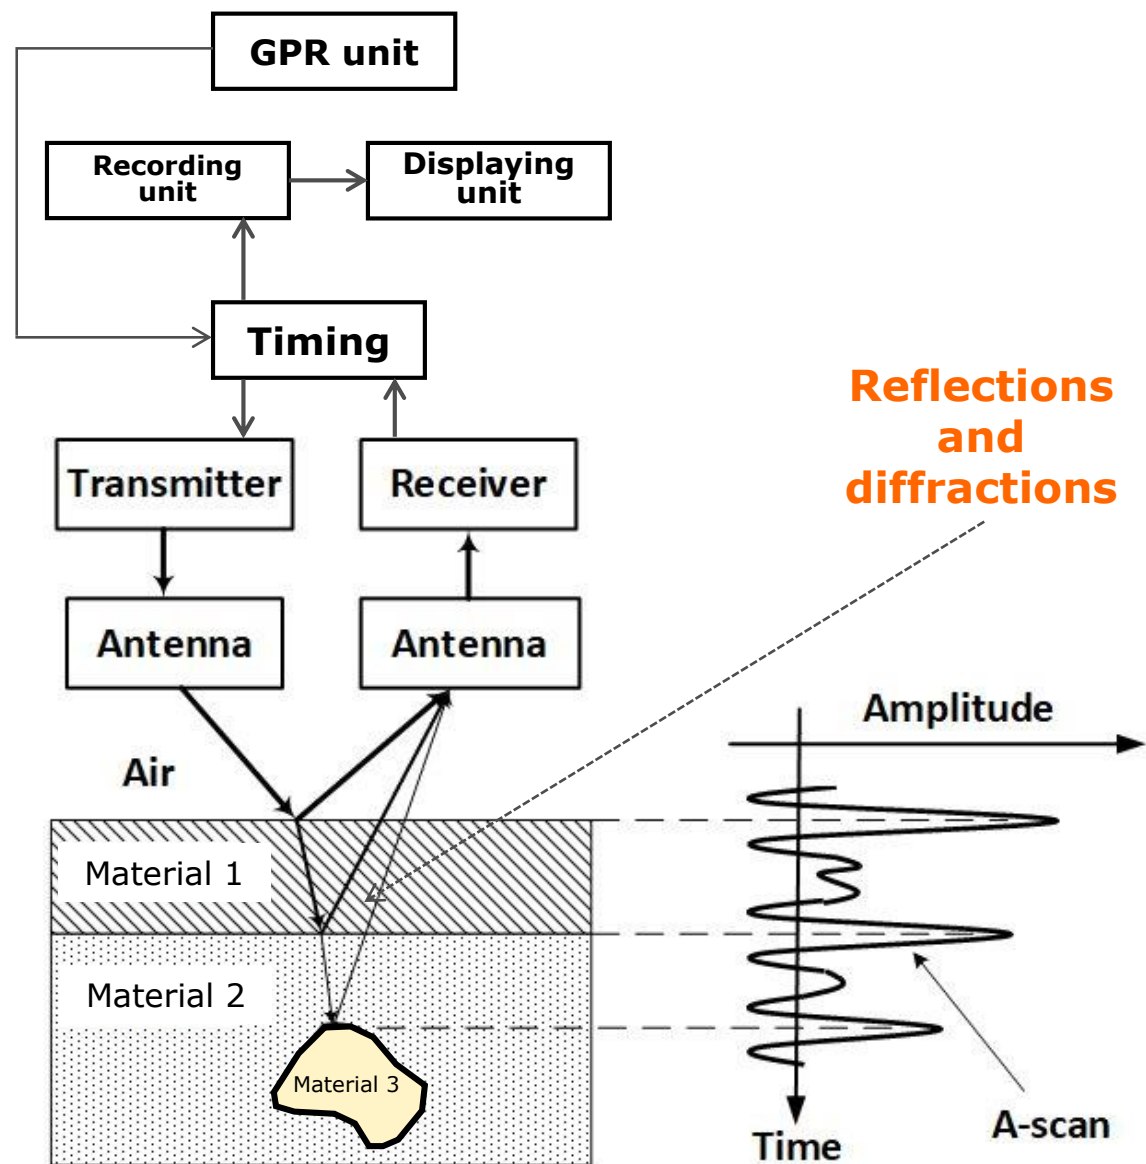 GPR unit
Recording
unit
Displaying
unit
Timing
Reflections
and
diffractions
Transmitter
Receiver
Antenna
Antenna
Amplitude
Air
Material 1
Material 2
Material 3
A-scan
Time